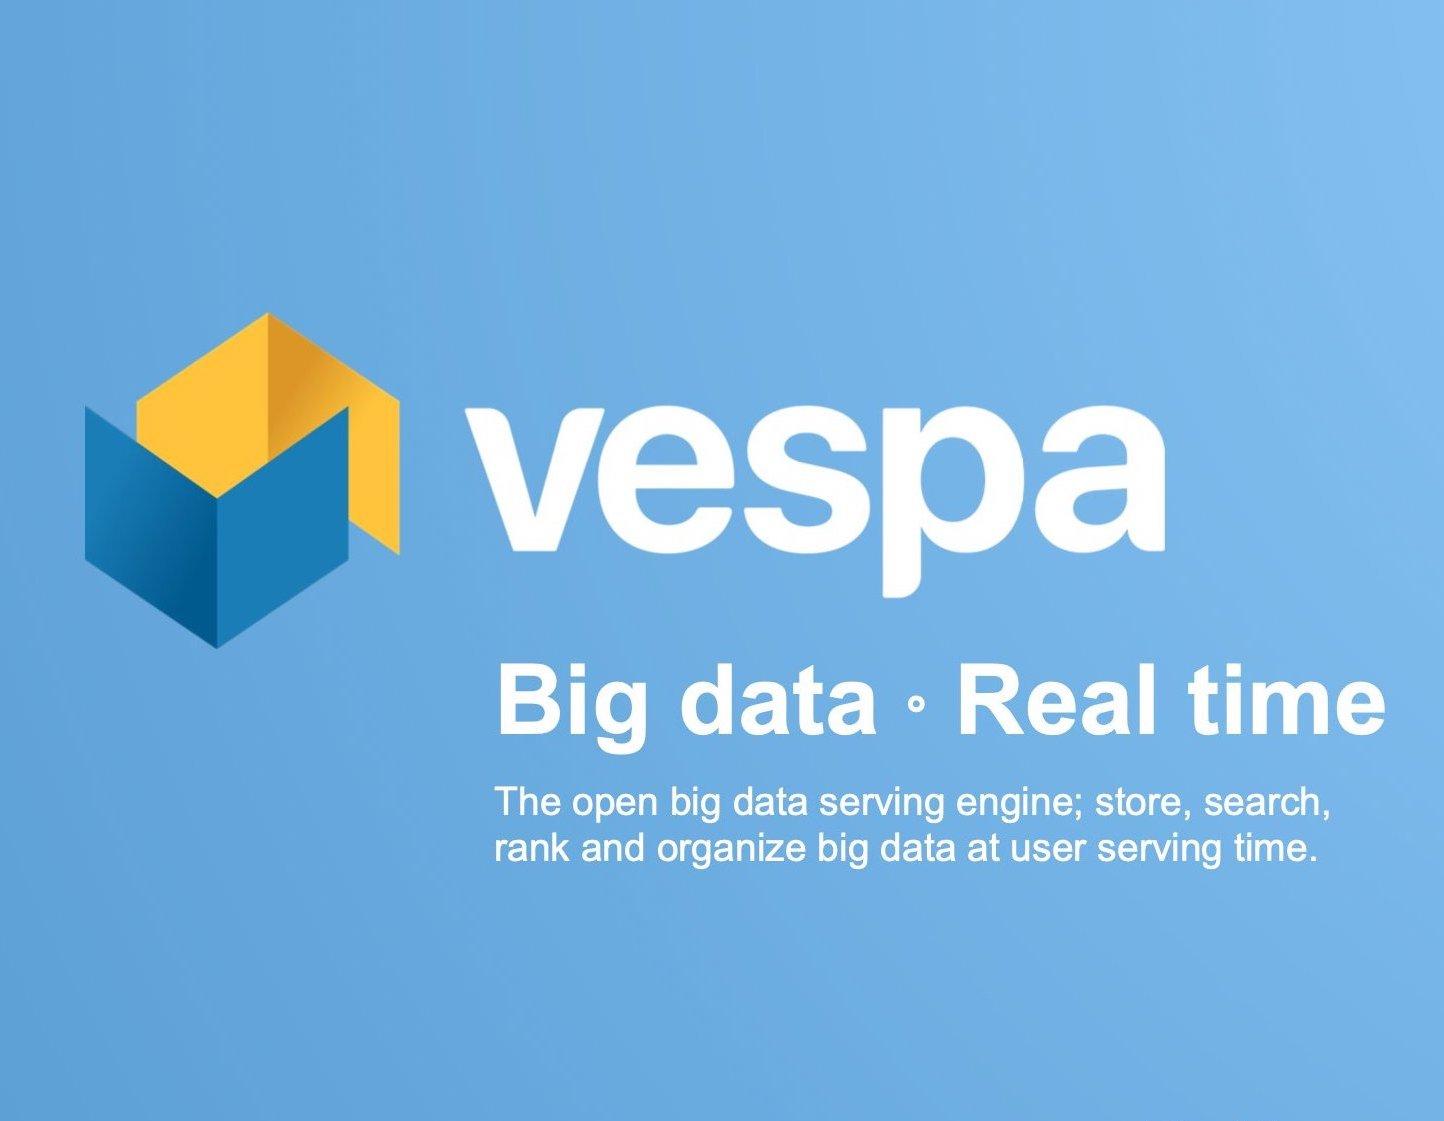 vespa
Big data ∘ Real time
The open big data serving engine; store, search,
rank and organize big data at user serving time.